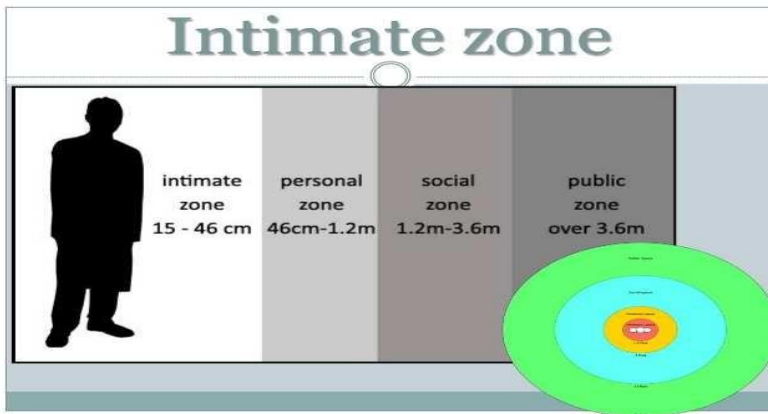 Intimate zone
intimate
zone
15 - 46 cm
personal
zone
46cm-1.2m
social
zone
1.2m-3.6m
public
zone
over 3.6m